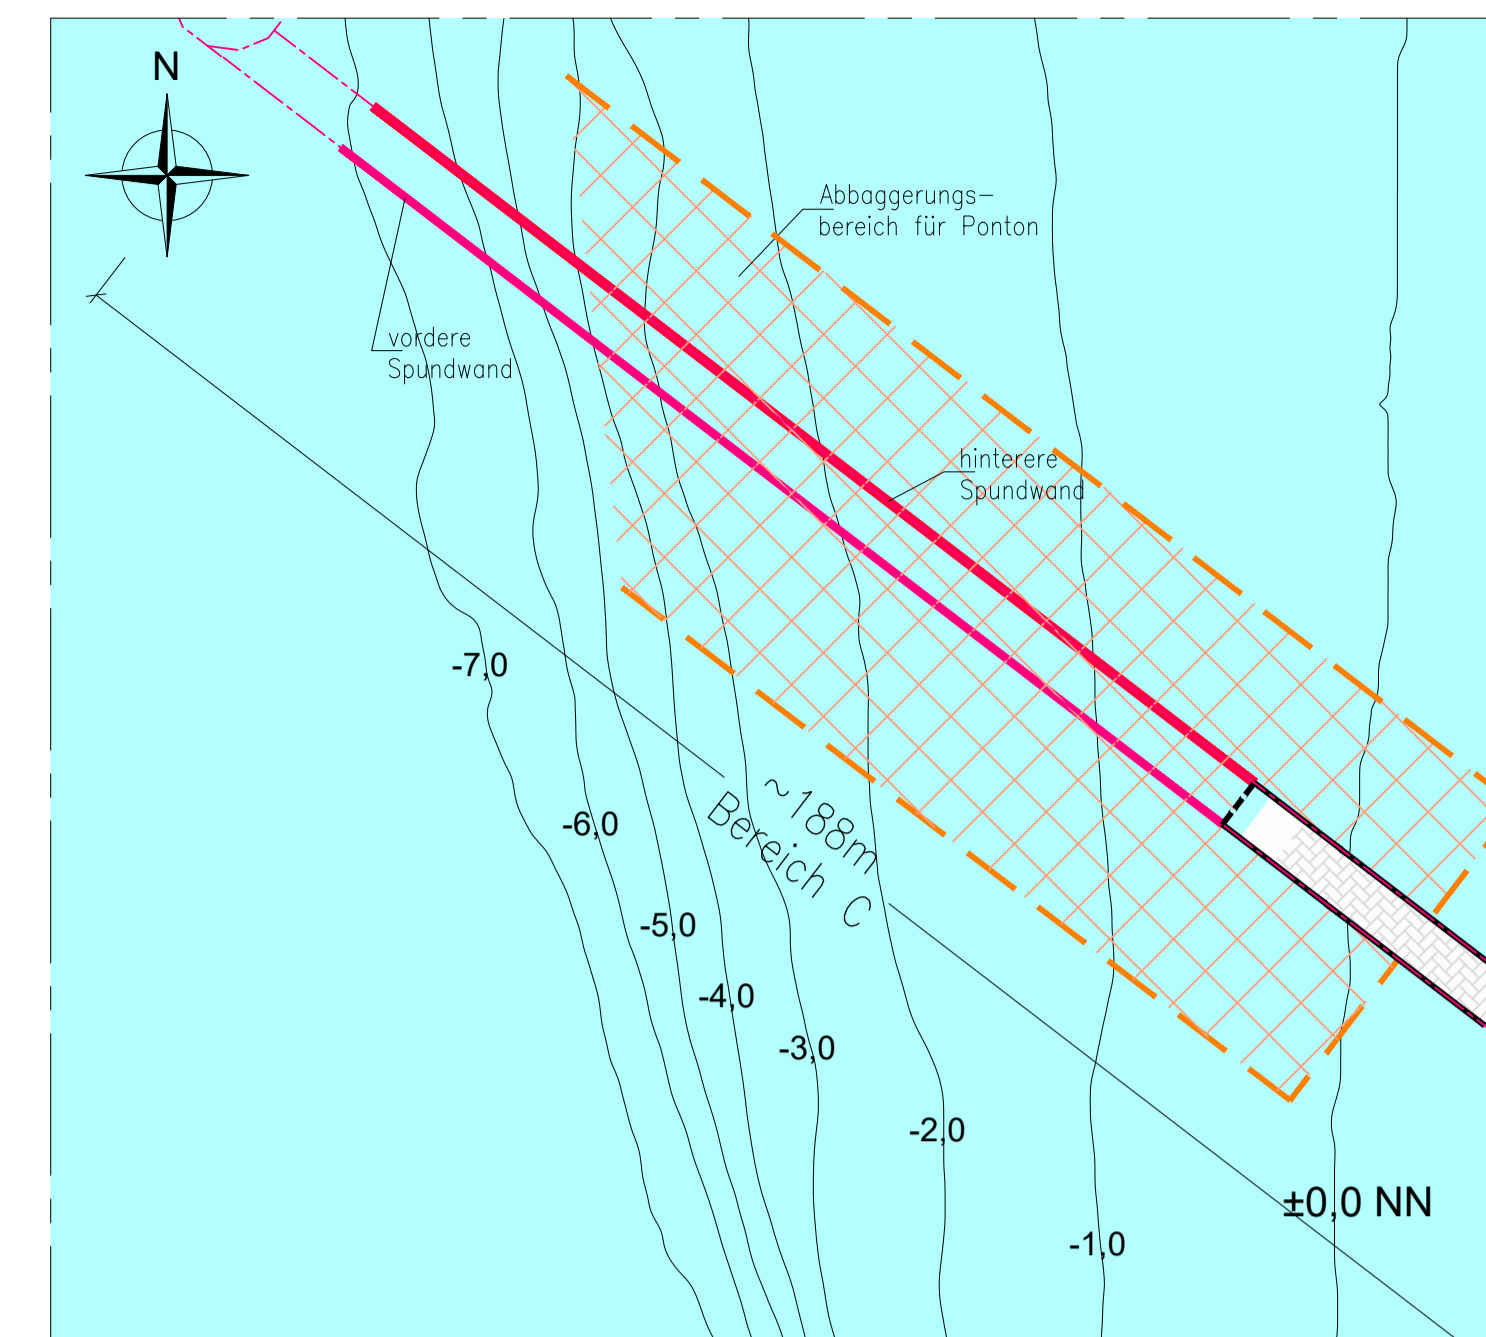 N
Abbaggerungs–
bereich für Ponton
vordere
Spundwand
hinterere
Spundwand
-7,0
~188m
Bereich C
-6,0
-5,0
-4,0
-3,0
-2,0
±0,0 NN
-1,0